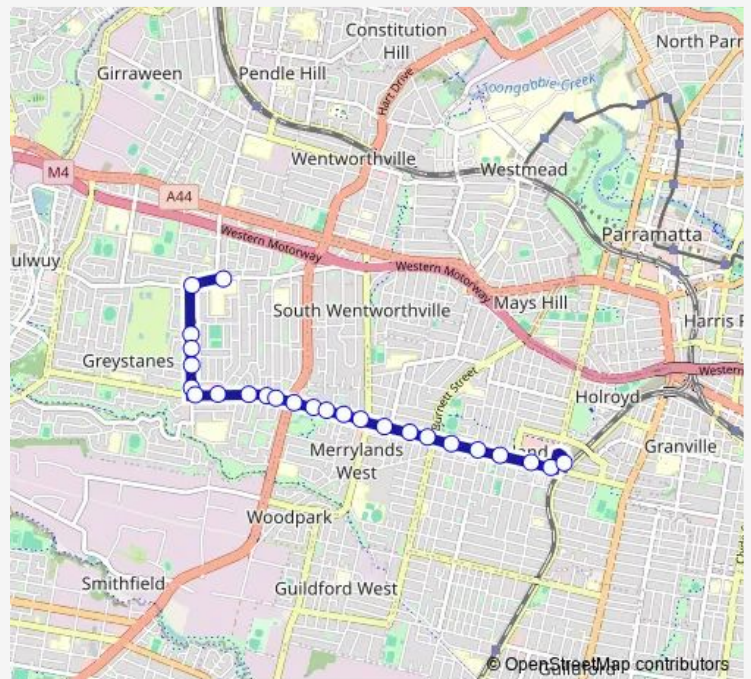 Constitution
Hill
North Parr
Girraween
Pendle Hill
Hart Drive
Toongabbie-Creek
Wentworthville
Westmead
M4
A44
Parramatta
Western Motorway
Western Motorway
ulwuy
South Wentworthville
Mays Hill
Harris P
Greystanes
Western
Burnett Street
Holroyd
Merrylands
West
and
Granville
Woodpark
Smithfield
Guildford West
© OpenStreetMap contributors
Guildford